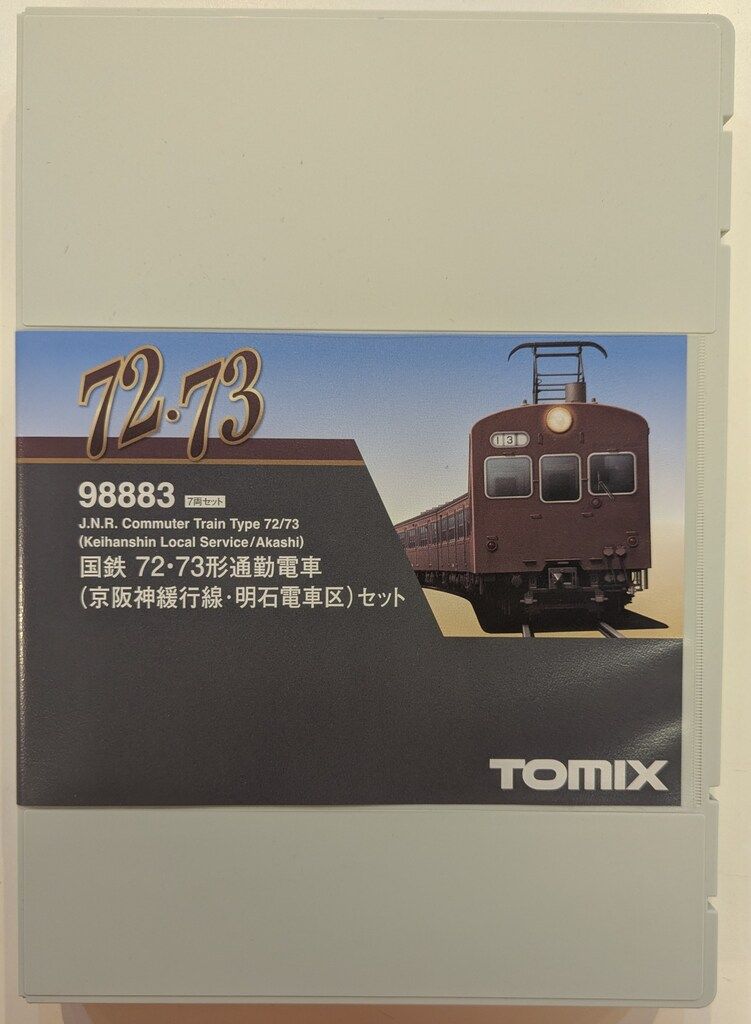 72・73
98883 7両セット
J.N.R. Commuter Train Type 72/73
(Keihanshin Local Service/Akashi)
国鉄 72・73形通勤電車
(京阪神緩行線・明石電車区)セット
13
TOMIX